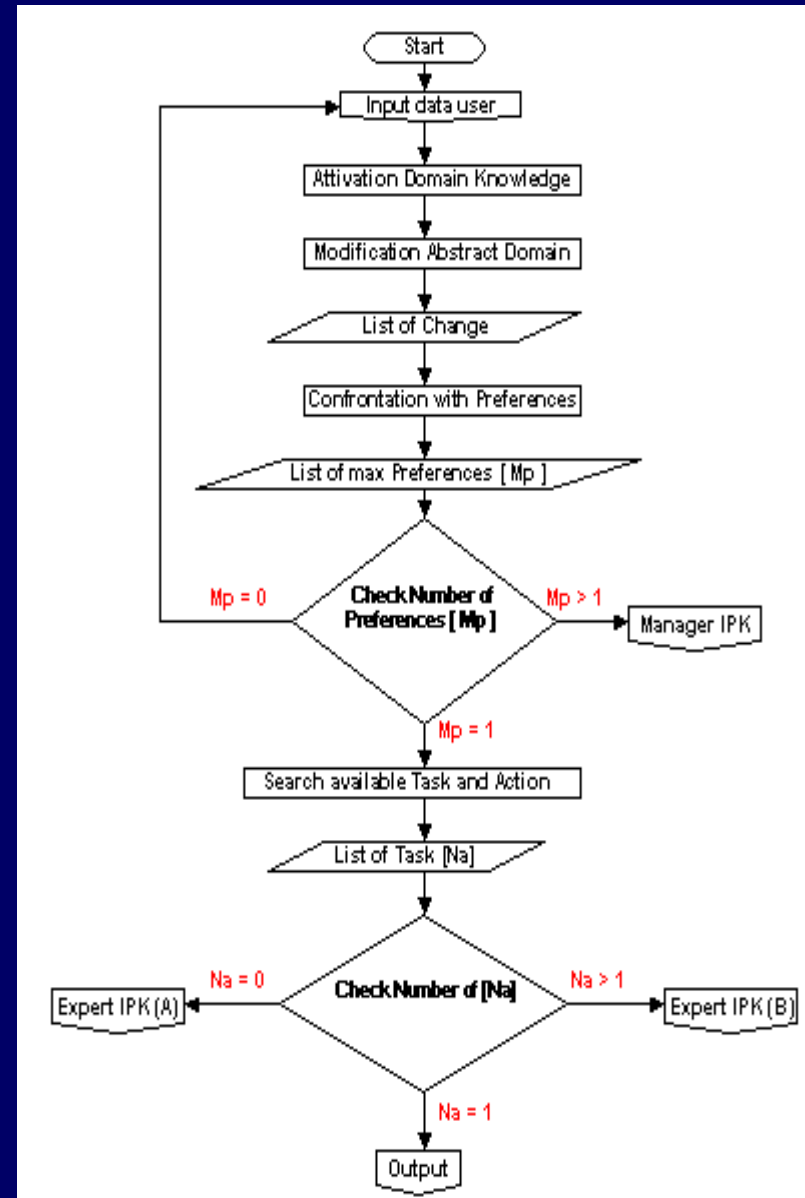 Start
Input data user
Attivation Domain Knowledge
Modification Abstract Domain
List of Change
Confrontation with Preferences
List of max Preferences [ Mp ]
Mp = 0
Check Number of
Preferences [ Mp ]
Mp > 1
Manager IPK
Mp = 1
Search available Task and Action
List of Task [Na]
Na = 0
Check Number of [Na]
Na > 1
Expert IPK (A)
Expert IPK (B)
Na = 1
Output